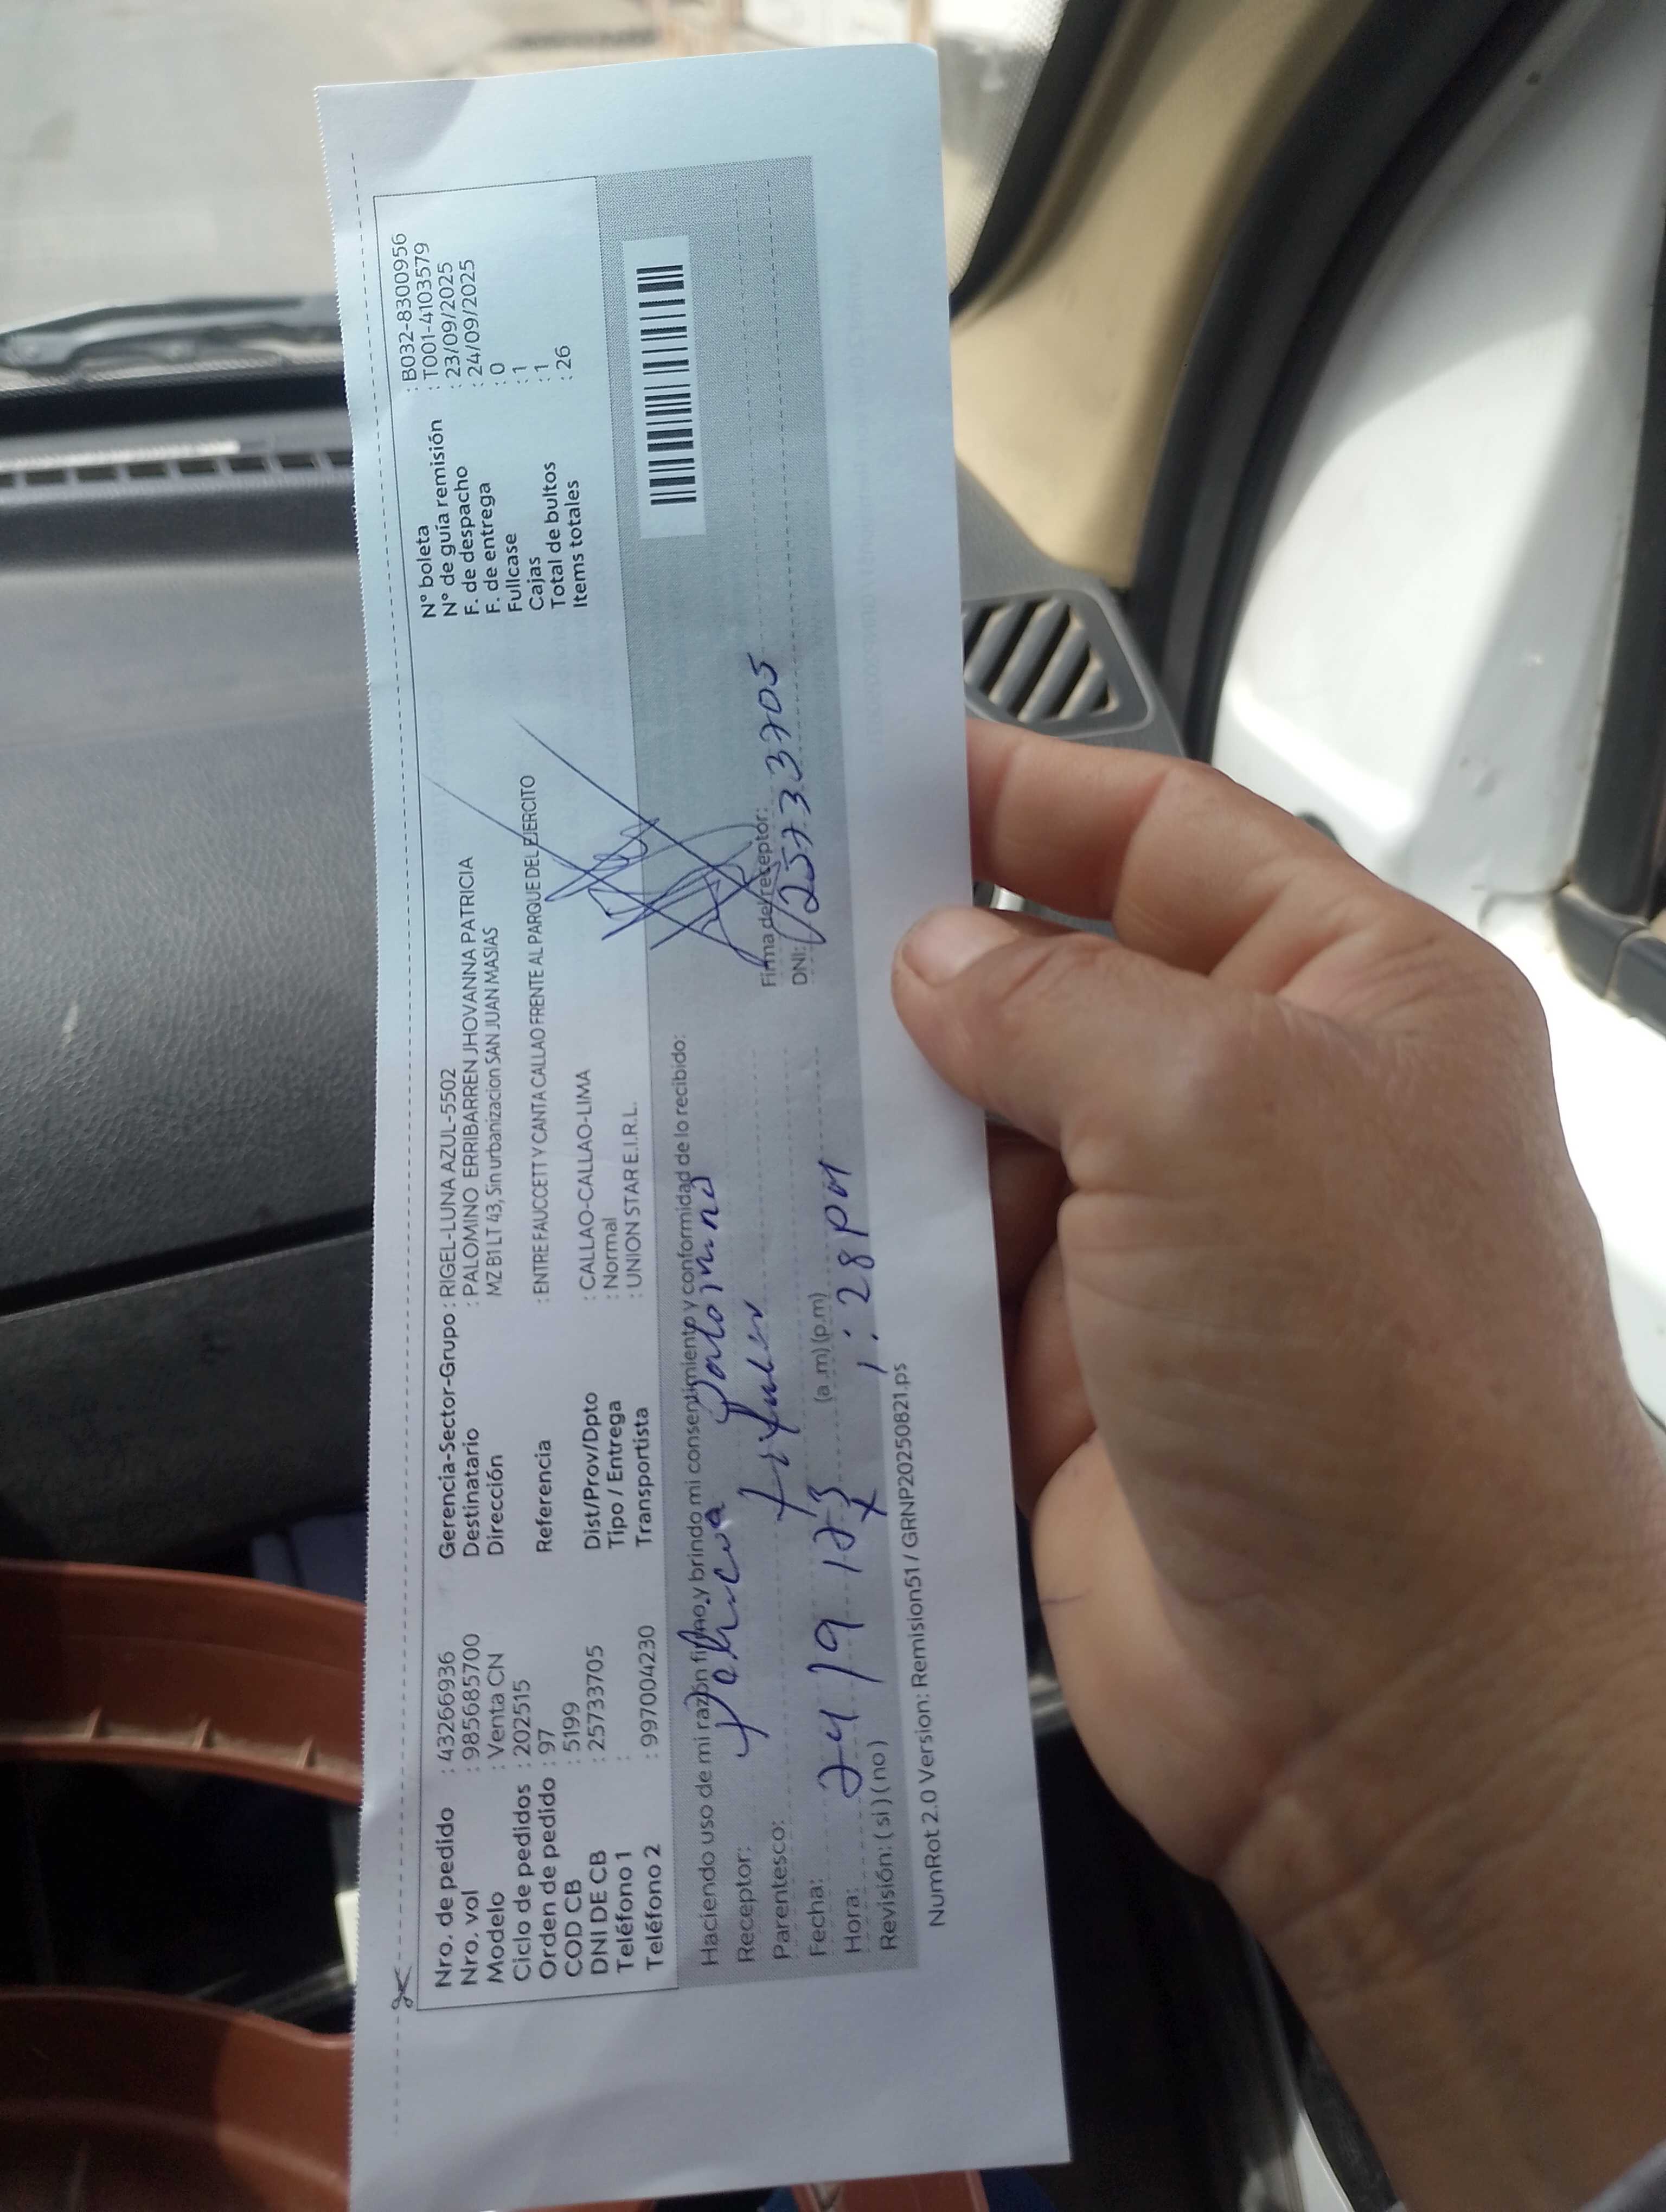 Nro. de pedido : 43266936 Gerencia-Sector-Grupo : RIGEL-LUNA AZUL-5502 N° boleta : B032-8300956
Nro. vol : 985685700 Destinatario : PALOMINO ERRIBARREN JHOVANNA PATRICIA N° de guía remisión : T001-4103579
Modelo : Venta CN Dirección MZ B1 LT 43, Sin urbanizacion SAN JUAN MASIAS F. de despacho : 23/09/2025
Ciclo de pedidos : 202515 F. de entrega : 24/09/2025
Orden de pedido : 97 Referencia : ENTRE FAUCCETT Y CANTA CALLAO FRENTE AL PARQUE DEL EJERCITO Fullcase : 0
COD CB : 5199 Cajas : 1
DNI DE CB : 25733705 Dist/Prov/Dpto : CALLAO-CALLAO-LIMA Total de bultos : 1
Teléfono 1 : Tipo / Entrega : Normal Items totales : 26
Teléfono 2 : 997004230 Transportista : UNION STAR E.I.R.L.
Haciendo uso de mi razón firmo, y brindo mi consentimiento y conformidad de lo recibido:
Receptor: Patricia Palomino
Parentesco: Firma del receptor:
Fecha: 24/9 DNI: 25733705
Hora: (a.m) (p.m) 1:28 pm
Revisión: ( si ) ( no )
NumRot 2.0 Version: Remision51 / GRNP20250821.ps